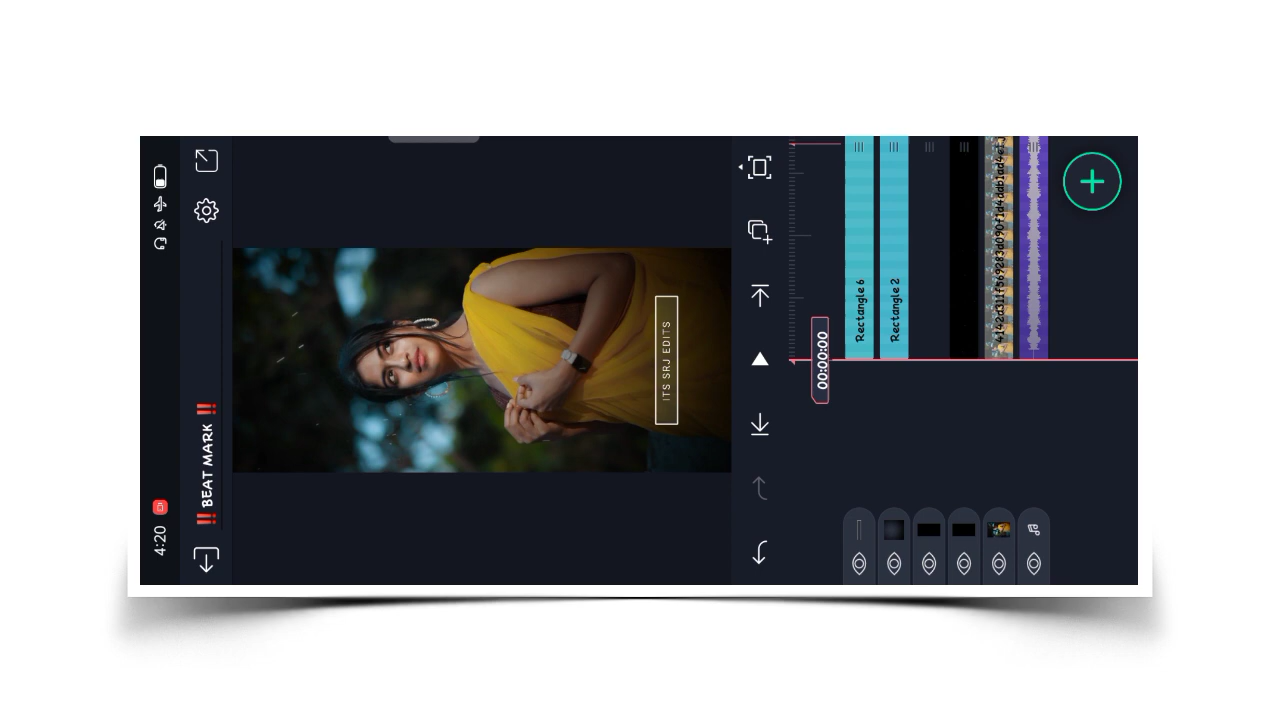 4:20
‼️ BEAT MARK ‼️
ITS SRJ EDITS
00:00:00
Rectangle 6
Rectangle 2